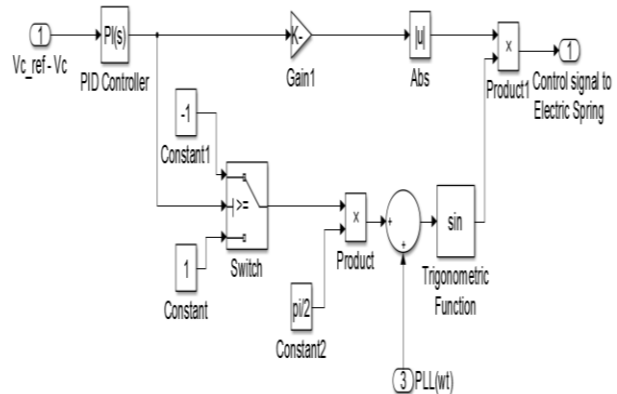 1
Vc_ref - Vc
PI(s)
PID Controller
K-
Gain1
|u|
Abs
×
Product1
1
Control signal to
Electric Spring
-1
Constant1
>=
Switch
1
Constant
×
Product
pi/2
Constant2
+
+
sin
Trigonometric
Function
3
PLL(wt)